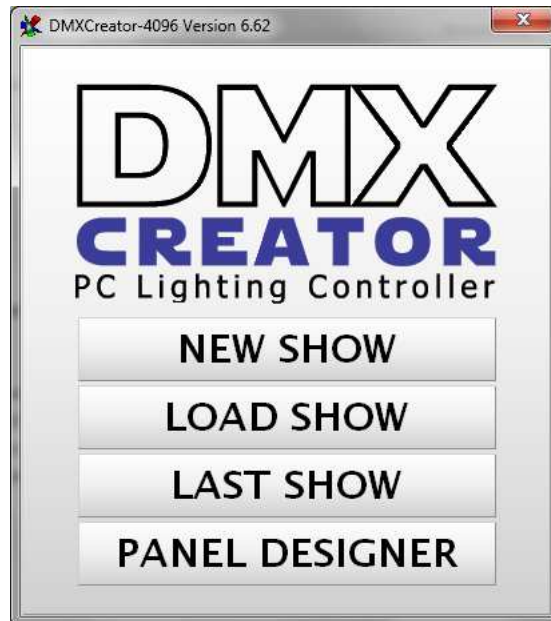 DMXCreator-4096 Version 6.62
DMX
CREATOR
PC Lighting Controller
NEW SHOW
LOAD SHOW
LAST SHOW
PANEL DESIGNER